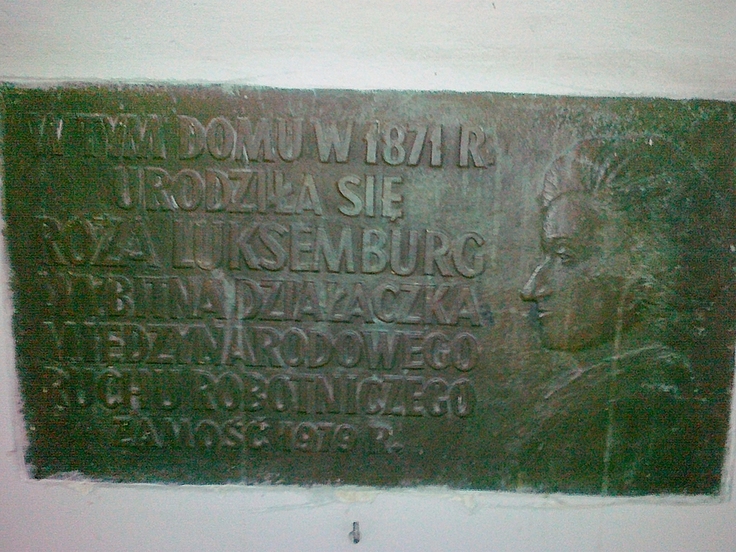 W TYM DOMU W 1871 R.
URODZIŁA SIĘ
RÓŻA LUKSEMBURG
WYBITNA DZIAŁACZKA
MIĘDZYNARODOWEGO
RUCHU ROBOTNICZEGO
ZAMOŚĆ 1979 R.